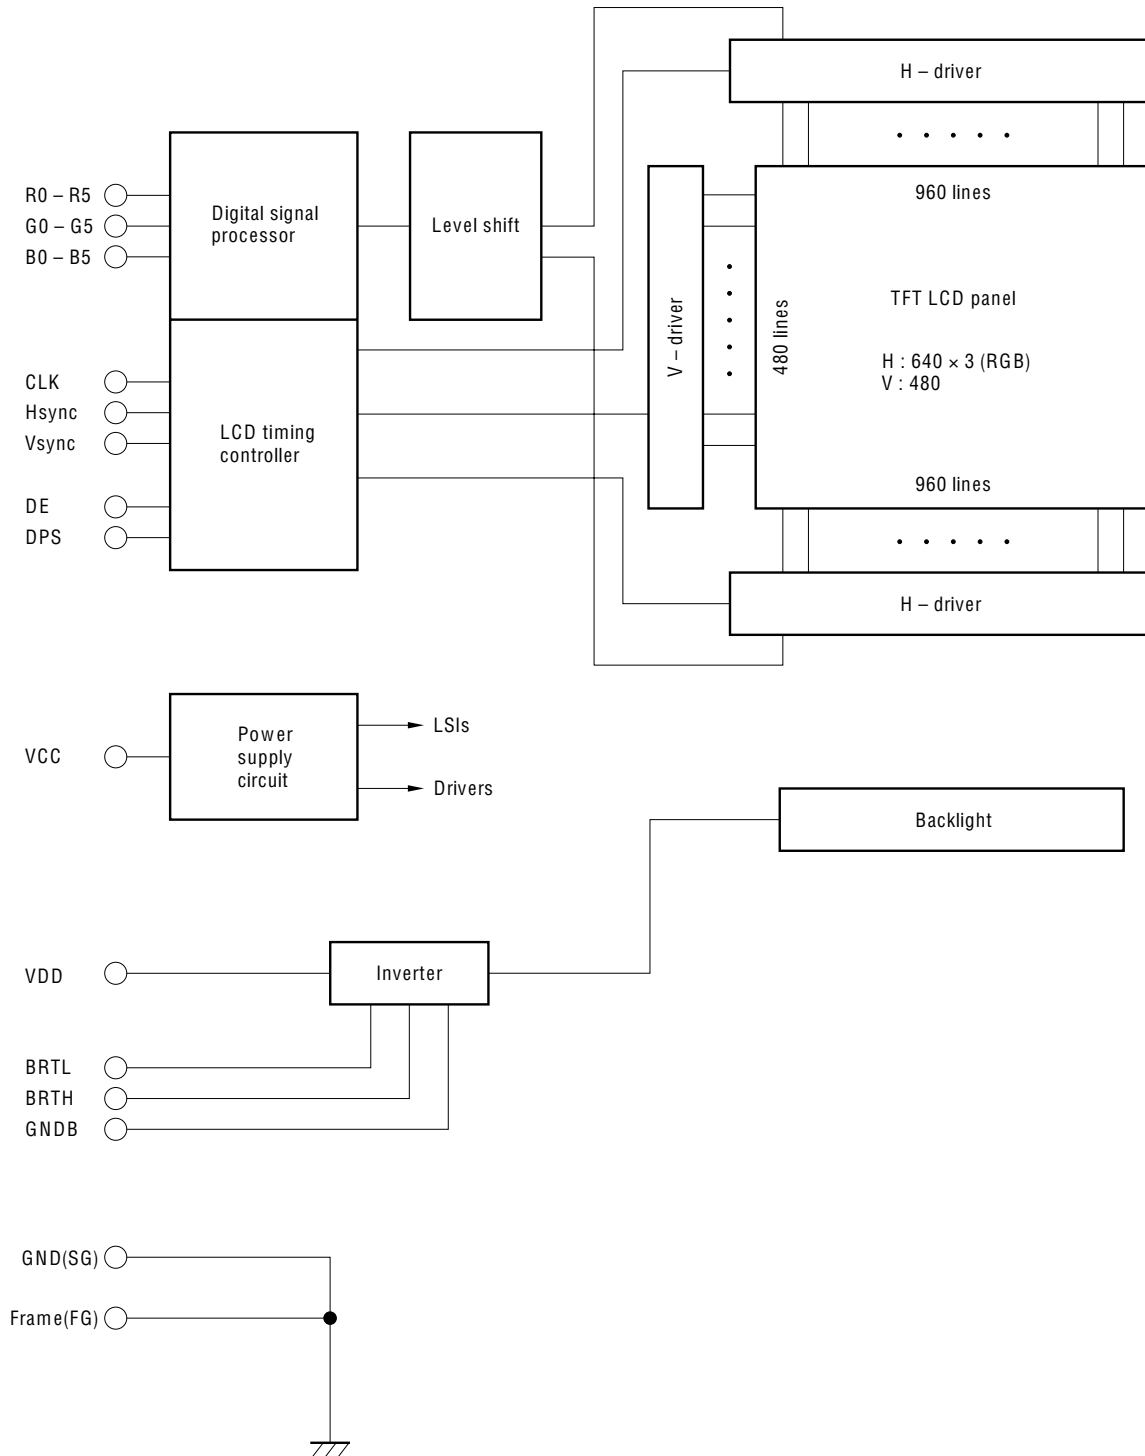 H – driver
960 lines
R0 – R5
G0 – G5
B0 – B5
Digital signal
processor
Level shift
V – driver
480 lines
TFT LCD panel
H : 640 × 3 (RGB)
V : 480
CLK
Hsync
Vsync
LCD timing
controller
DE
DPS
960 lines
H – driver
VCC
Power
supply
circuit
LSIs
Drivers
Backlight
VDD
Inverter
BRTL
BRTH
GNDB
GND(SG)
Frame(FG)